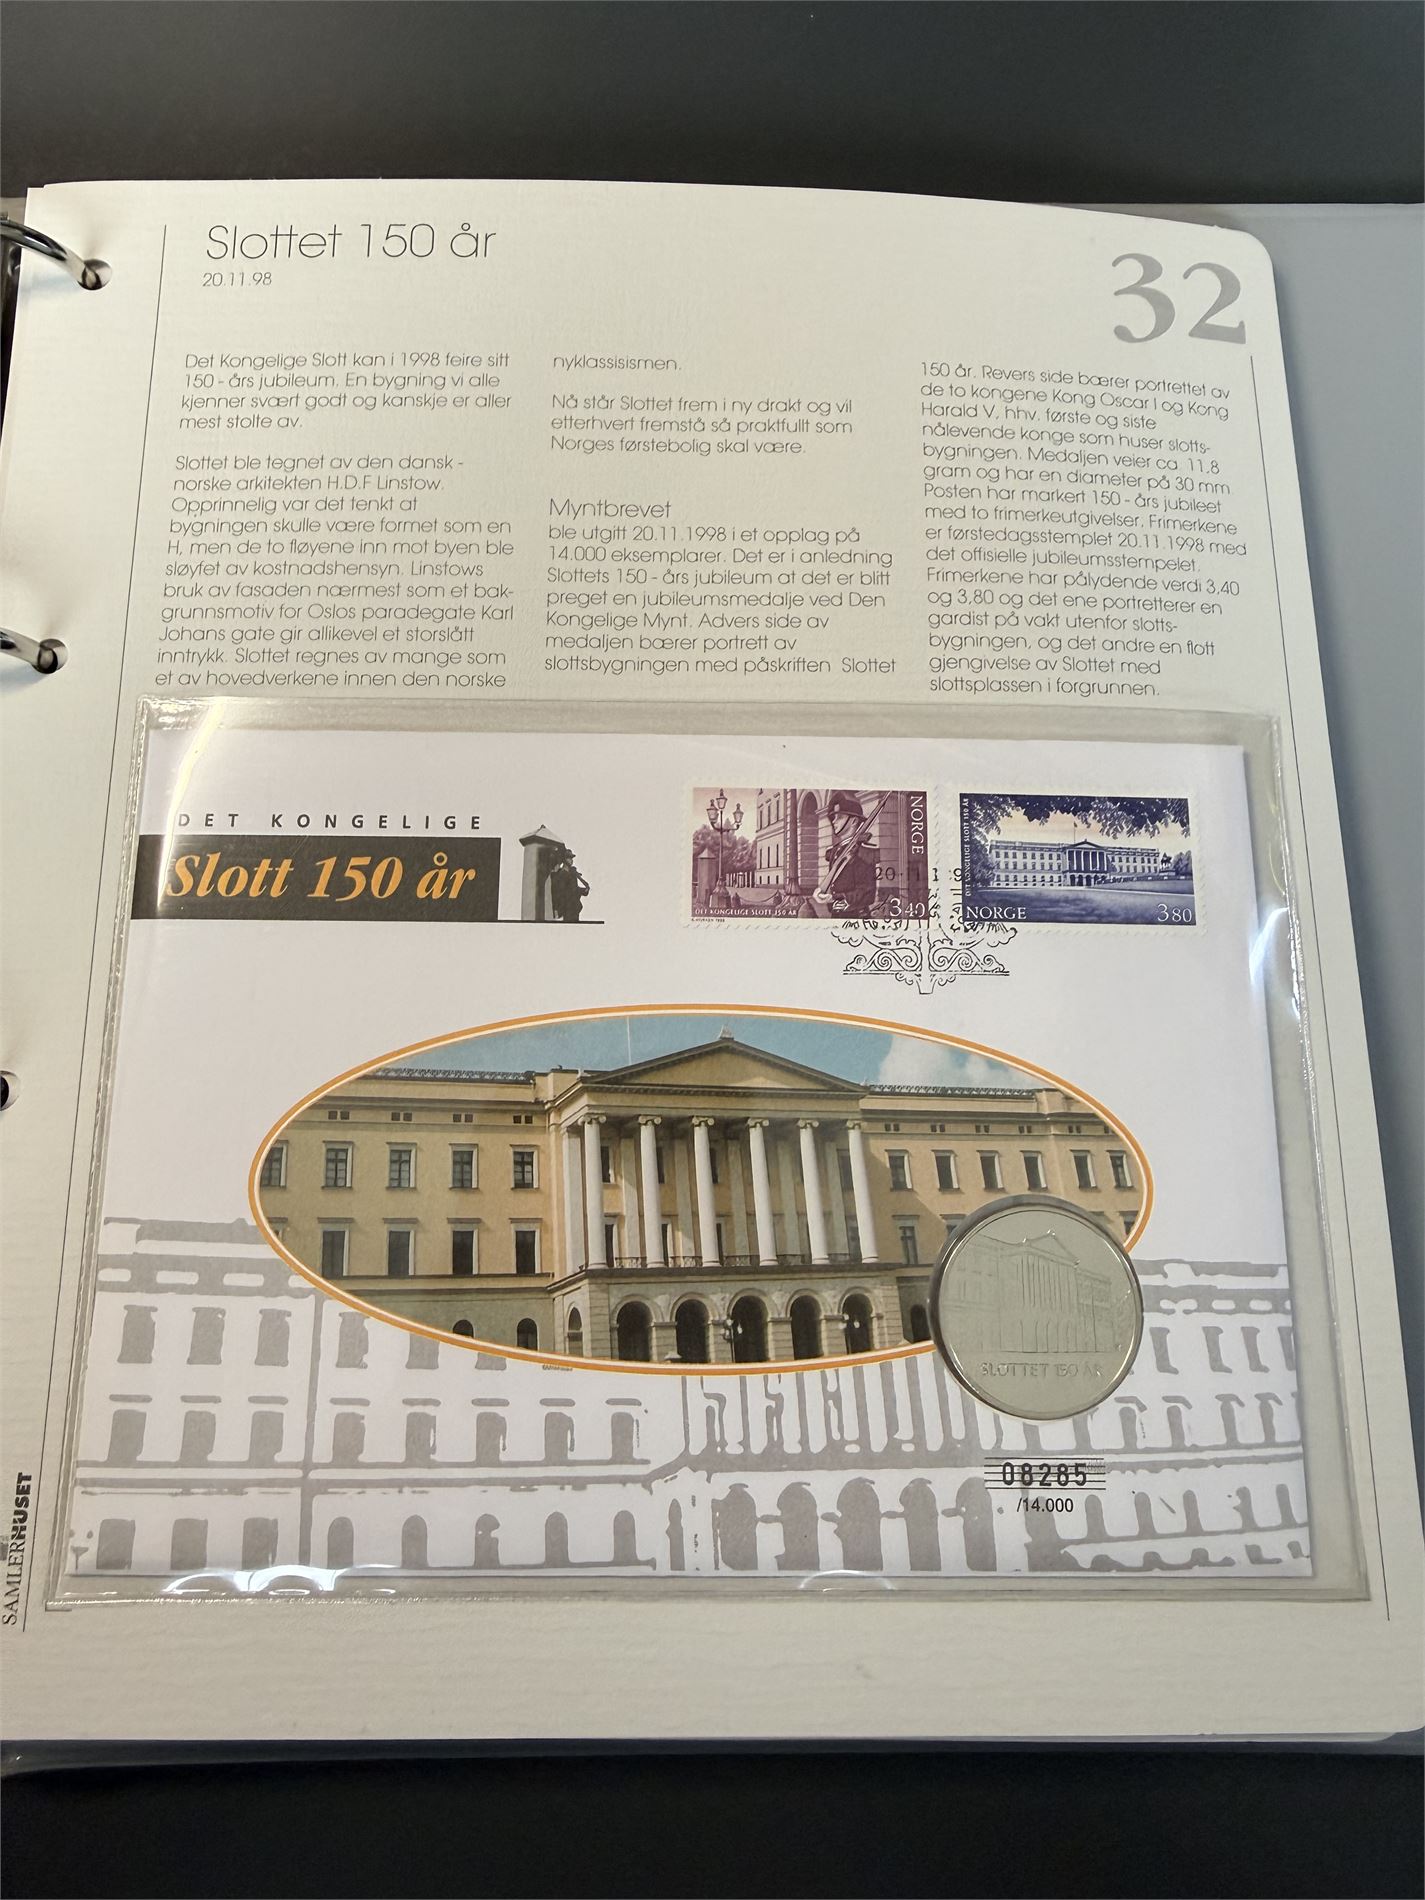 Slottet 150 år
20.11.98
32
Det Kongelige Slott kan i 1998 feire sitt
150 - års jubileum. En bygning vi alle
kjenner svært godt og kanskje er aller
mest stolte av.
Slottet ble tegnet av den dansk -
norske arkitekten H.D.F Linstow.
Opprinnelig var det tenkt at
bygningen skulle være formet som en
H, men de to fløyene inn mot byen ble
sløyfet av kostnadshensyn. Linstows
bruk av fasaden nærmest som et bak-
grunnsmotiv for Oslos paradegate Karl
Johans gate gir allikevel et storslått
inntrykk. Slottet regnes av mange som
et av hovedverkene innen den norske
nyklassisismen.
Nå står Slottet frem i ny drakt og vil
etterhvert fremstå så praktfullt som
Norges førstebolig skal være.
Myntbrevet
ble utgitt 20.11.1998 i et opplag på
14.000 eksemplarer. Det er i anledning
Slottets 150 - års jubileum at det er blitt
preget en jubileumsmedalje ved Den
Kongelige Mynt. Advers side av
medaljen bærer portrett av
slottsbygningen med påskriften Slottet
150 år. Revers side bærer portrettet av
de to kongene Kong Oscar I og Kong
Harald V, hhv. første og siste
nålevende konge som huser slotts-
bygningen. Medaljen veier ca. 11,8
gram og har en diameter på 30 mm.
Posten har markert 150 - års jubileet
med to frimerkeutgivelser. Frimerkene
er førstedagsstemplet 20.11.1998 med
det offisielle jubileumsstempelet.
Frimerkene har pålydende verdi 3,40
og 3,80 og det ene portretterer en
gardist på vakt utenfor slotts-
bygningen, og det andre en flott
gjengivelse av Slottet med
slottsplassen i forgrunnen.
DET KONGELIGE
Slott 150 år
NORGE
DET KONGELIGE SLOTT 150 ÅR
3 40
DET KONGELIGE SLOTT 150 ÅR
NORGE
3 80
SLOTTET 150 ÅR
08285
/14.000
SAMLERHUSET